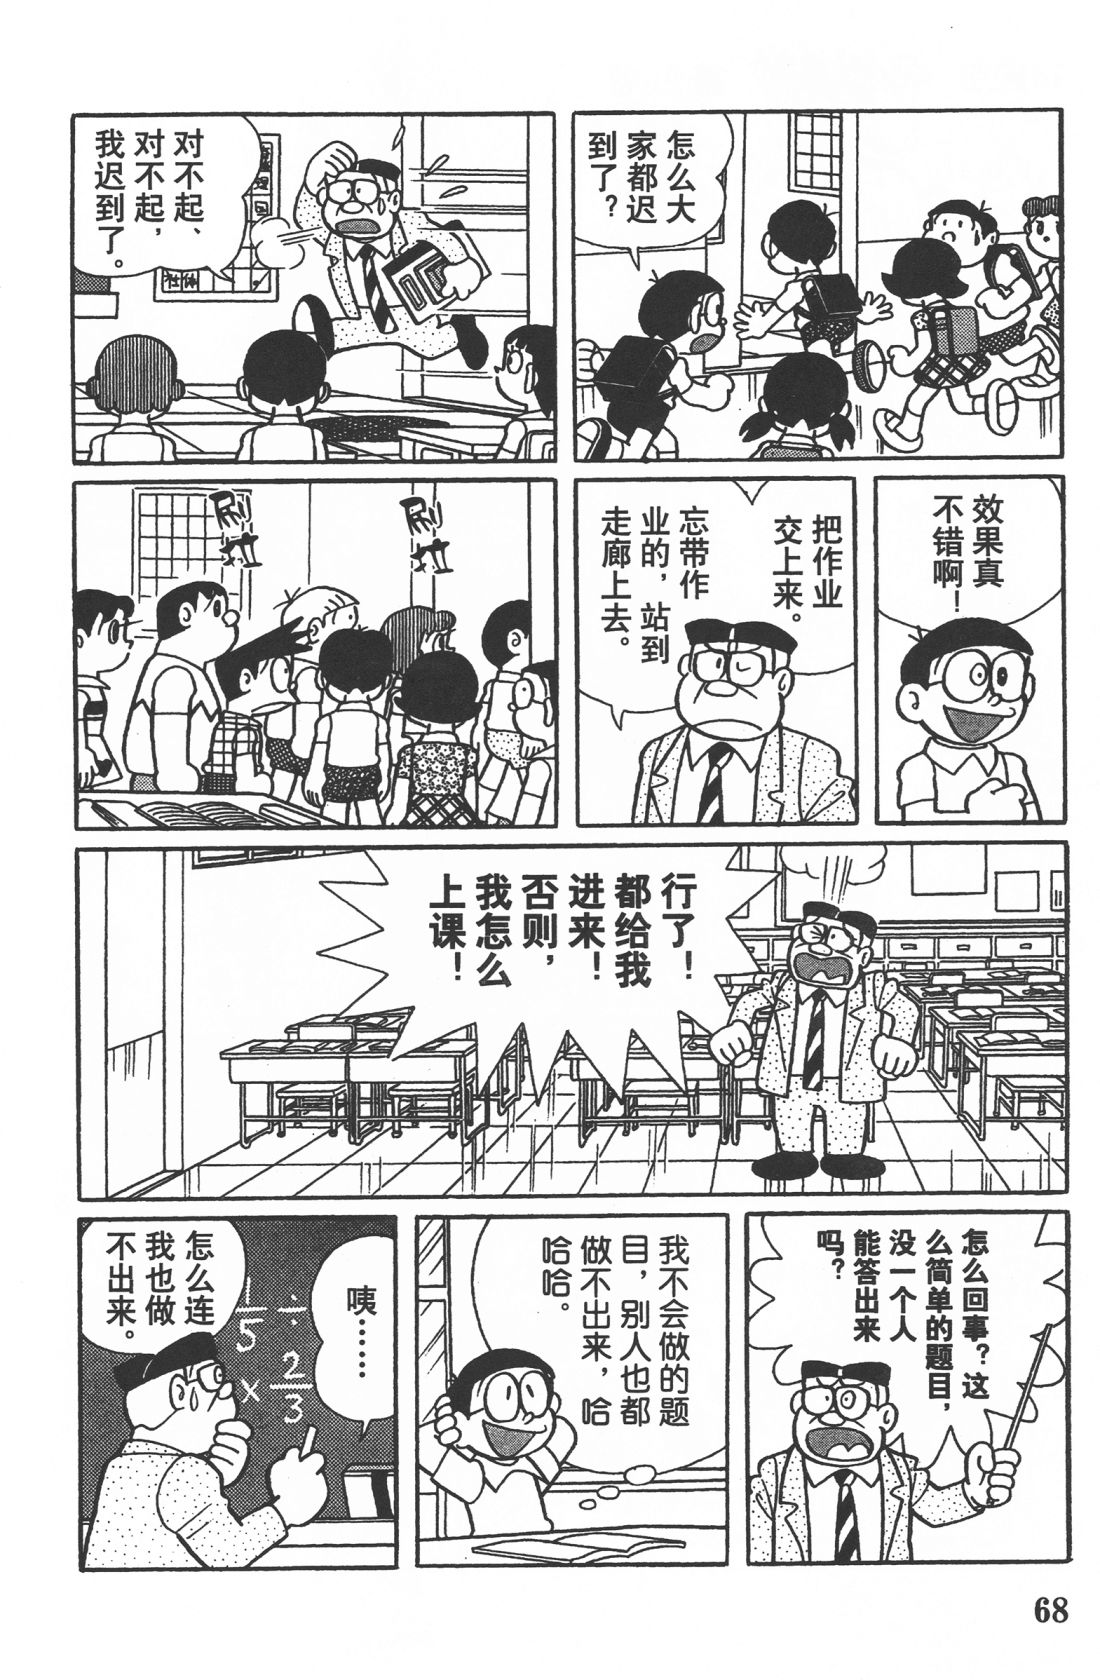 怎么大
家都迟
到了？
对不起、
对不起，
我迟到了。
效果真
不错啊！
把作业
交上来。
忘带作
业的，站到
走廊上去。
行了！
都给我
进来！
否则，
我怎么
上课！
怎么回事？这
么简单的题目，
没一个人
能答出来
吗？
我不会做的题
目，别人也都
做不出来，哈
哈哈。
咦……
怎么连
我也做
不出来。
1/5 ÷
× 2/3
68